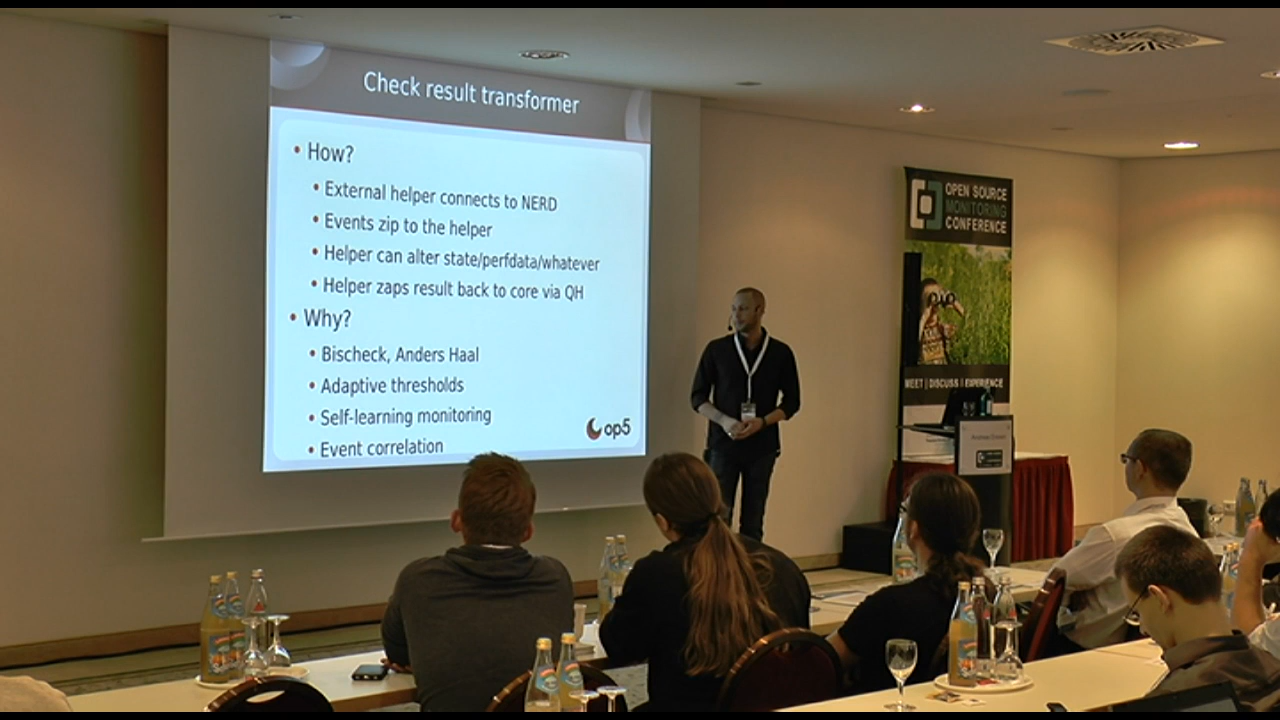 Check result transformer
• How?
• External helper connects to NERD
• Events zip to the helper
• Helper can alter state/perfdata/whatever
• Helper zaps result back to core via QH
• Why?
• Bischeck, Anders Haal
• Adaptive thresholds
• Self-learning monitoring
• Event correlation
op5
OPEN SOURCE
MONITORING
CONFERENCE
MEET | DISCUSS | EXPERIENCE